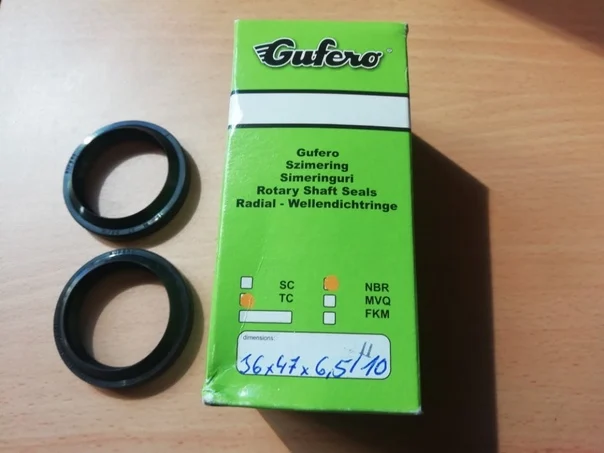 Gufero
Gufero
Szimering
Simeringuri
Rotary Shaft Seals
Radial - Wellendichtringe
SC NBR
TC MVQ
FKM
dimensions:
36x47x6,5/10